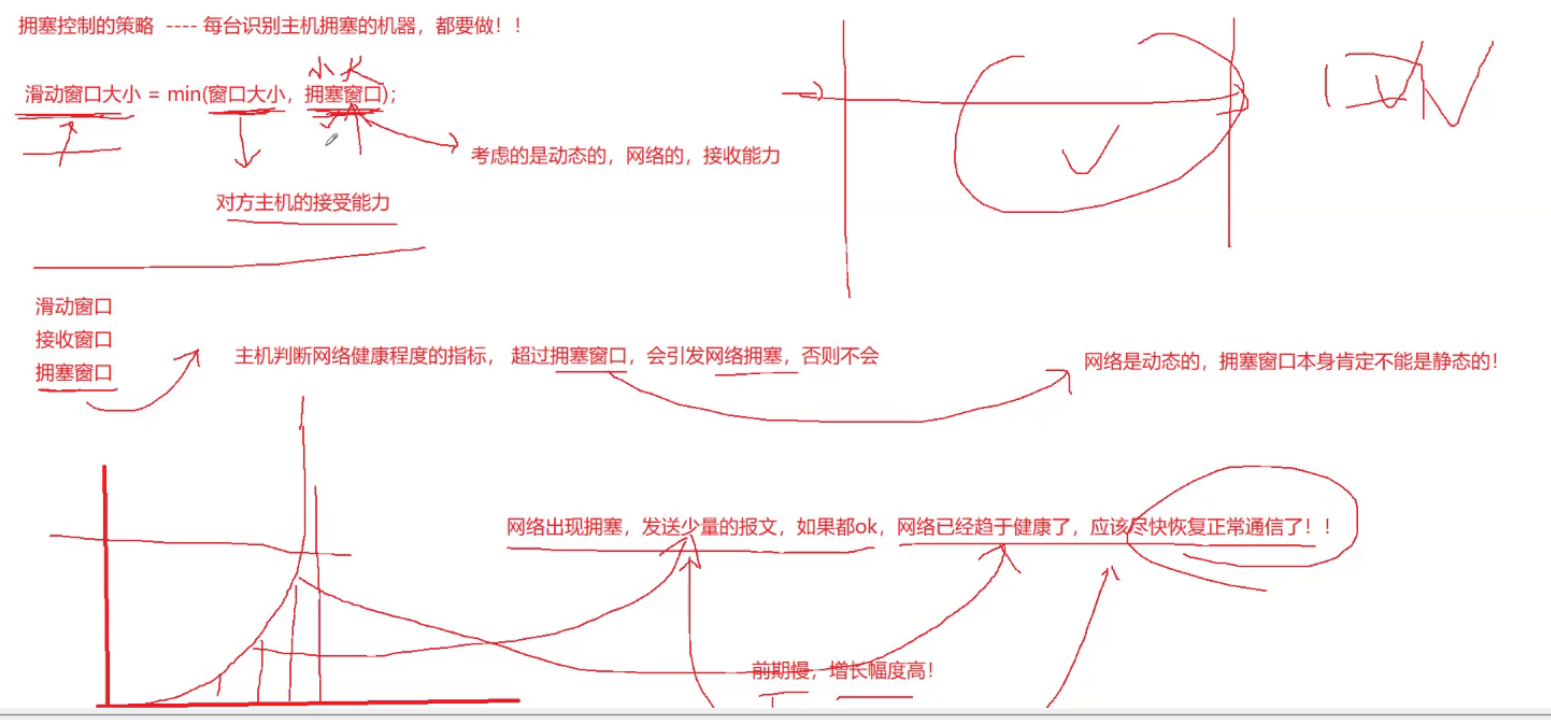 拥塞控制的策略 ---- 每台识别主机拥塞的机器，都要做！！
小 大
滑动窗口大小 = min(窗口大小，拥塞窗口);
考虑的是动态的，网络的，接收能力
对方主机的接受能力
滑动窗口
接收窗口
拥塞窗口
主机判断网络健康程度的指标， 超过拥塞窗口，会引发网络拥塞，否则不会
网络是动态的，拥塞窗口本身肯定不能是静态的！
网络出现拥塞，发送少量的报文，如果都ok，网络已经趋于健康了，应该尽快恢复正常通信了！！
前期慢，增长幅度高！